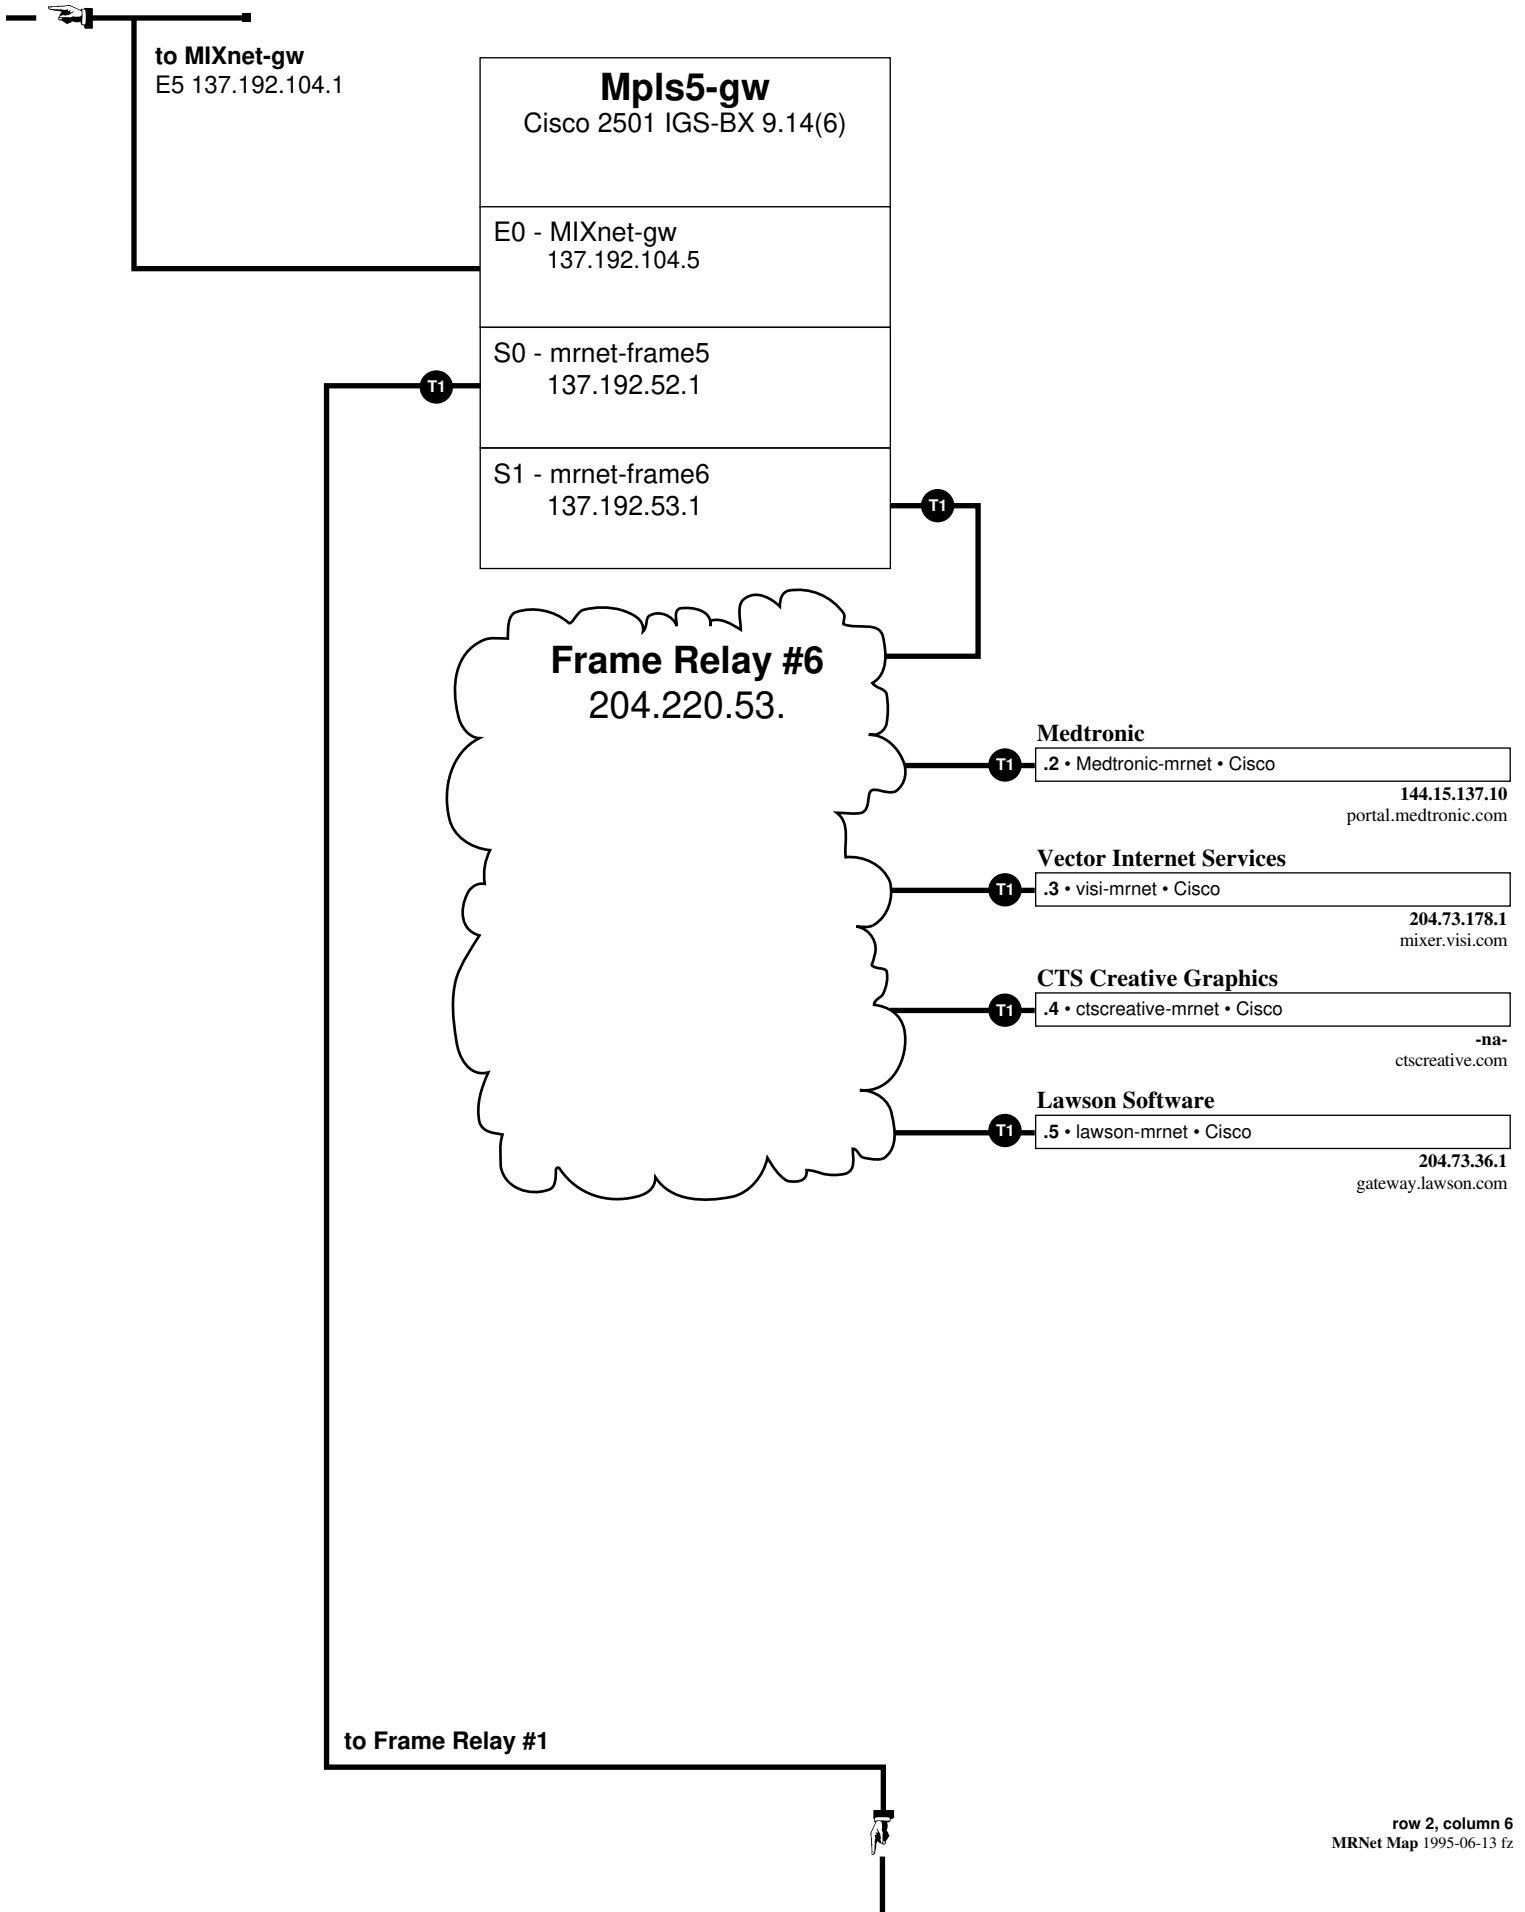 to MIXnet-gw
E5 137.192.104.1
Mpls5-gw
Cisco 2501 IGS-BX 9.14(6)
E0 - MIXnet-gw
137.192.104.5
S0 - mrnet-frame5
137.192.52.1
T1
S1 - mrnet-frame6
137.192.53.1
T1
Frame Relay #6
204.220.53.
Medtronic
T1
.2 • Medtronic-mrnet • Cisco
144.15.137.10
portal.medtronic.com
Vector Internet Services
T1
.3 • visi-mrnet • Cisco
204.73.178.1
mixer.visi.com
CTS Creative Graphics
T1
.4 • ctscreative-mrnet • Cisco
-na-
ctscreative.com
Lawson Software
T1
.5 • lawson-mrnet • Cisco
204.73.36.1
gateway.lawson.com
to Frame Relay #1
row 2, column 6
MRNet Map 1995-06-13 fz